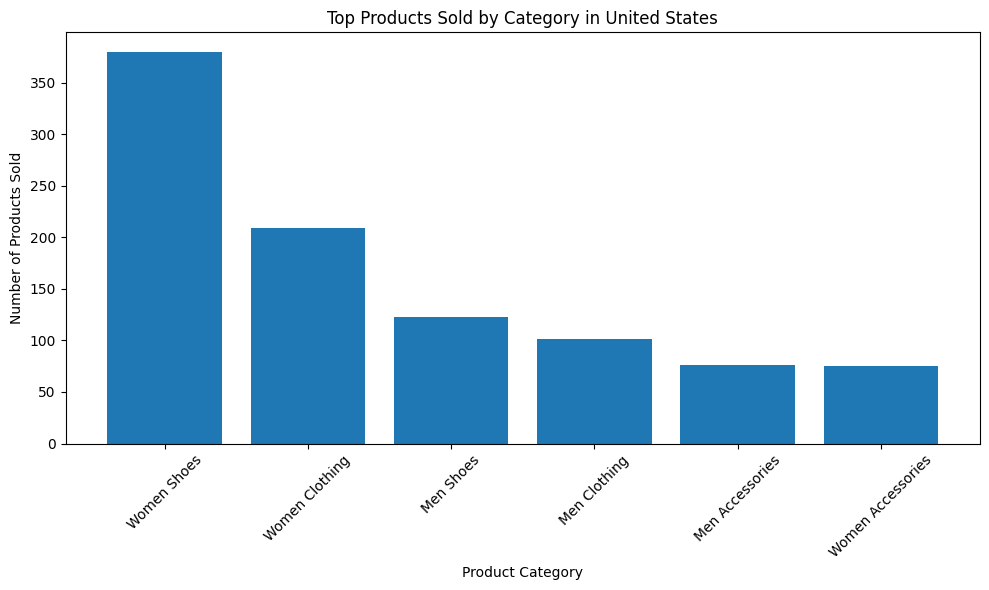 Top Products Sold by Category in United States
Number of Products Sold
350
300
250
200
150
100
50
0
Women Shoes
Women Clothing
Men Shoes
Men Clothing
Men Accessories
Women Accessories
Product Category